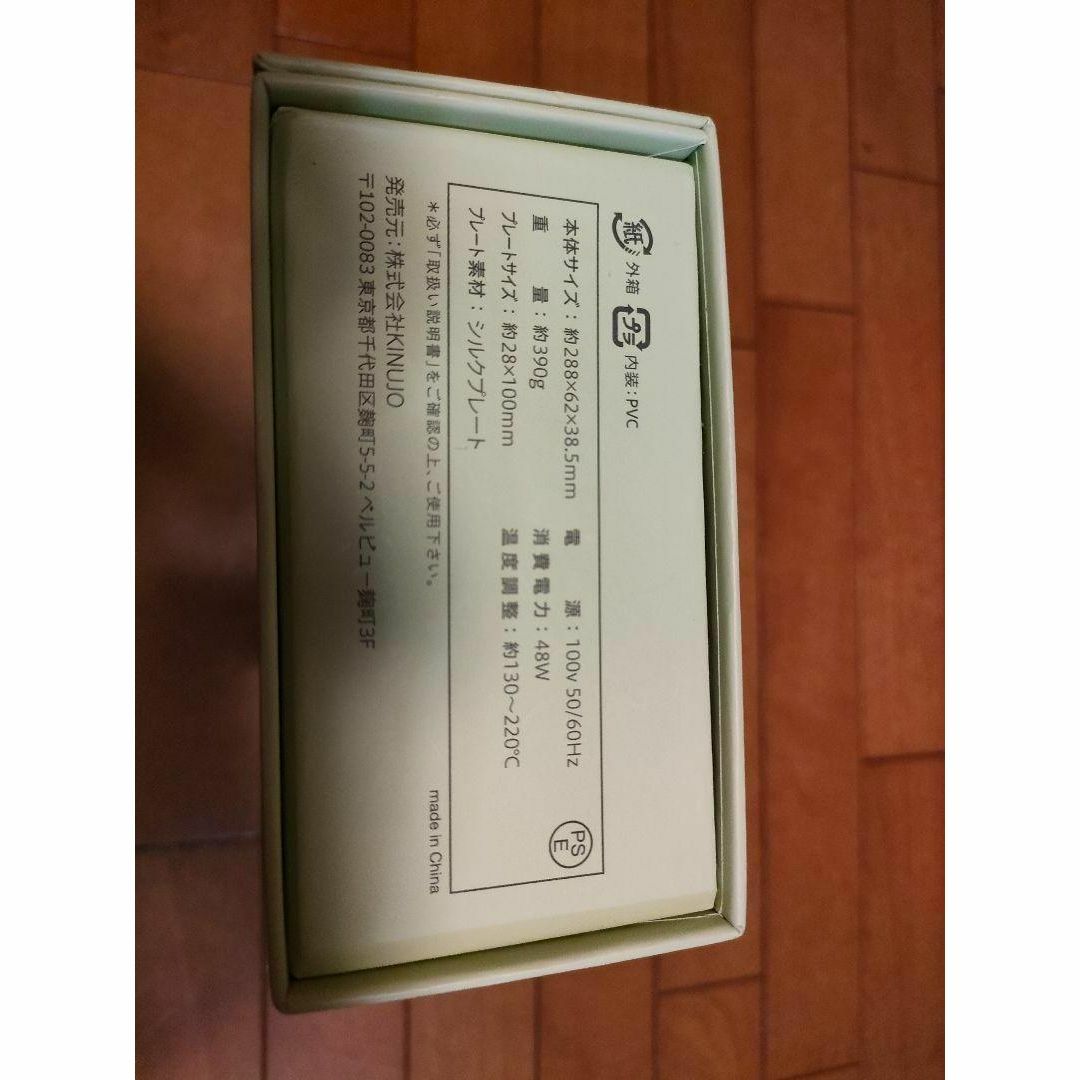 紙 外箱 プラ 内装：PVC
本体サイズ：約288×62×38.5mm 電源：100v 50/60Hz
重量：約390g 消費電力：48W
プレートサイズ：約28×100mm 温度調整：約130〜220℃
プレート素材：シルクプレート
PS
E
＊必ず「取扱い説明書」をご確認の上、ご使用下さい。 made in China
発売元：株式会社KINUJO
〒102-0083 東京都千代田区麹町5-5-2 ベルビュー麹町3F